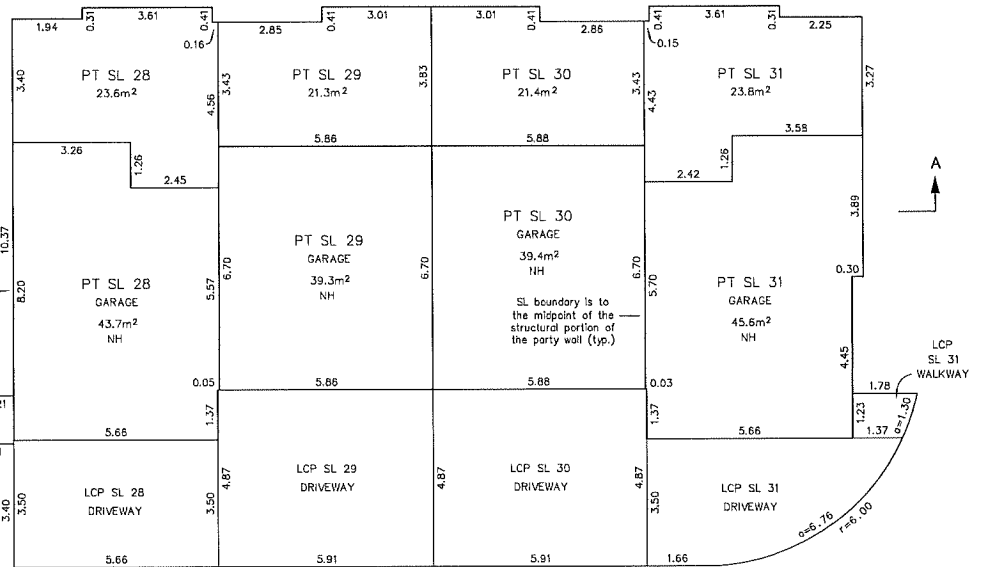 1.94
0.31
3.61
0.41
0.16
2.85
0.41
3.01
3.01
0.41
2.86
0.41
0.15
3.61
0.31
2.25
3.40
PT SL 28
23.6m²
4.56
3.43
PT SL 29
21.3m²
3.83
PT SL 30
21.4m²
3.43
4.43
PT SL 31
23.8m²
3.27
3.26
1.26
2.45
5.86
5.88
2.42
1.26
3.58
A
10.37
8.20
PT SL 28
GARAGE
43.7m²
NH
5.57
6.70
PT SL 29
GARAGE
39.3m²
NH
6.70
PT SL 30
GARAGE
39.4m²
NH
6.70
5.70
SL boundary is to
the midpoint of the
structural portion of
the party wall (typ.)
PT SL 31
GARAGE
45.6m²
NH
3.89
0.30
4.45
LCP
SL 31
WALKWAY
0.05
5.86
5.88
0.03
1.78
1.37
1.37
1.23
a=1.30
1.37
21
5.66
5.66
3.40
3.50
LCP SL 28
DRIVEWAY
3.50
4.87
LCP SL 29
DRIVEWAY
4.87
LCP SL 30
DRIVEWAY
4.87
3.50
LCP SL 31
DRIVEWAY
a=6.76
r=6.00
5.66
5.91
5.91
1.66